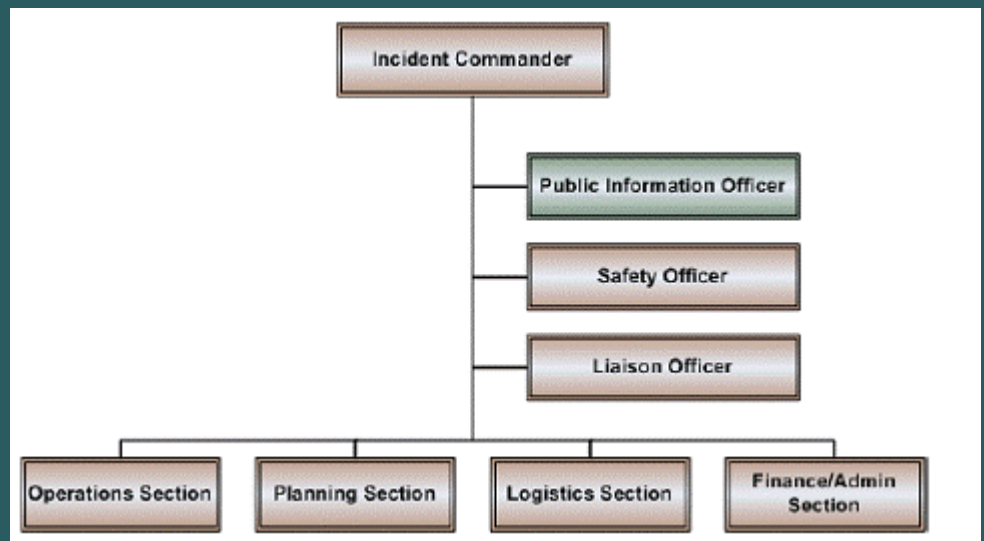 Incident Commander
Public Information Officer
Safety Officer
Liaison Officer
Operations Section
Planning Section
Logistics Section
Finance/Admin
Section